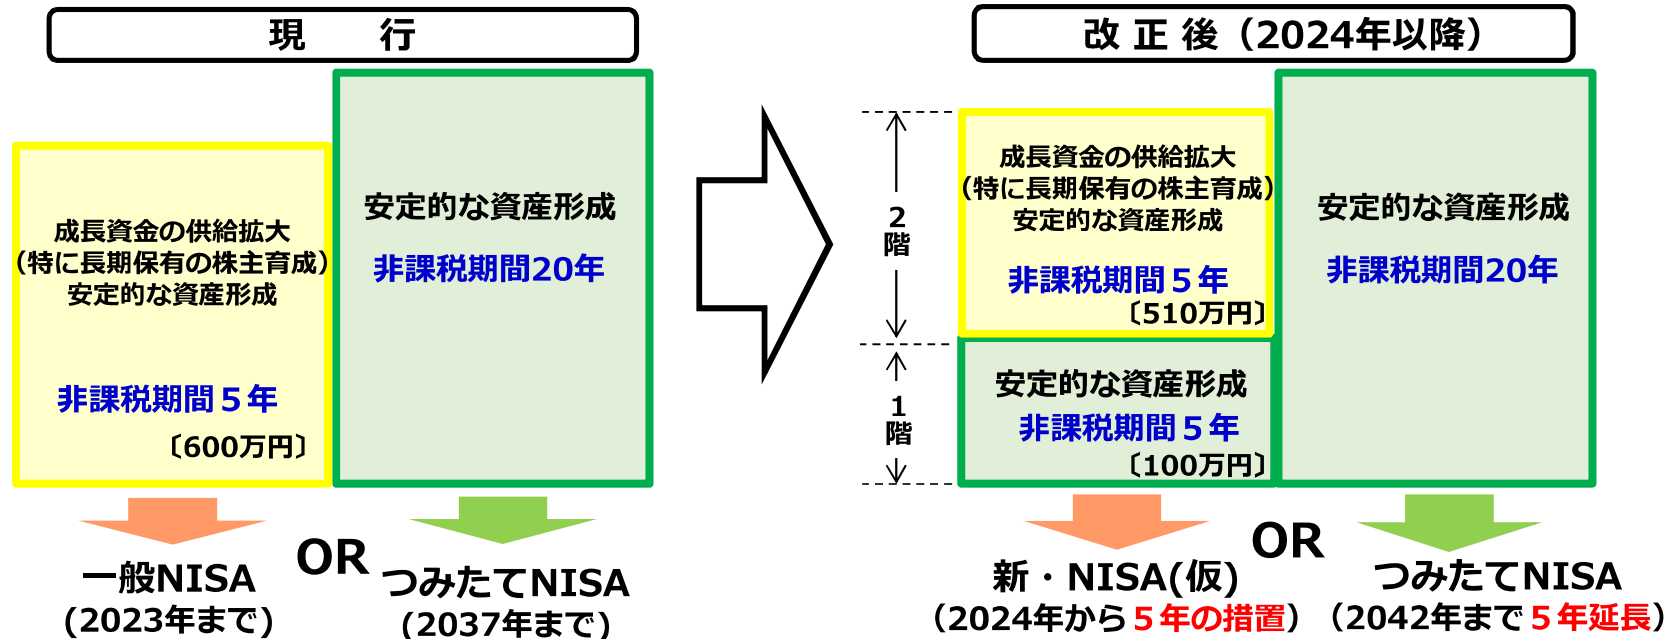 現　　行
成長資金の供給拡大
（特に長期保有の株主育成）
安定的な資産形成
非課税期間５年
〔600万円〕
安定的な資産形成
非課税期間20年
一般NISA
(2023年まで)
OR
つみたてNISA
(2037年まで)
改 正 後（2024年以降）
2階
1階
成長資金の供給拡大
（特に長期保有の株主育成）
安定的な資産形成
非課税期間５年
〔510万円〕
安定的な資産形成
非課税期間５年
〔100万円〕
安定的な資産形成
非課税期間20年
新・NISA(仮)
（2024年から５年の措置）
OR
つみたてNISA
（2042年まで５年延長）